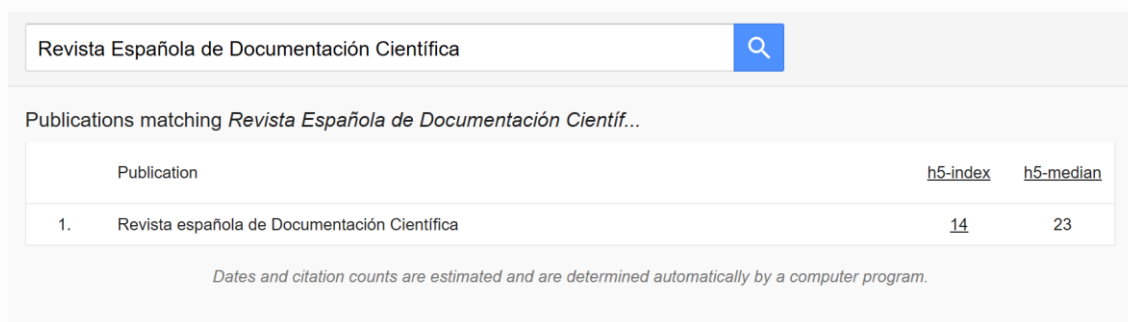 Revista Española de Documentación Científica
Publications matching Revista Española de Documentación Científ...
Publication h5-index h5-median
1. Revista española de Documentación Científica 14 23
Dates and citation counts are estimated and are determined automatically by a computer program.